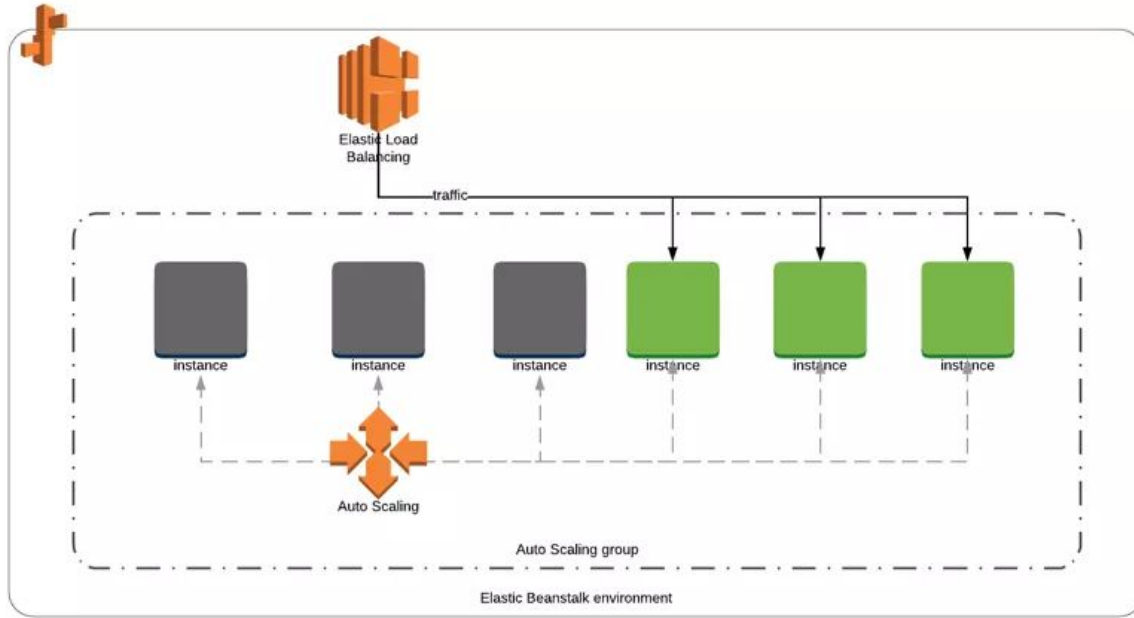 Elastic Load
Balancing
traffic
instance
instance
instance
instance
instance
instance
Auto Scaling
Auto Scaling group
Elastic Beanstalk environment